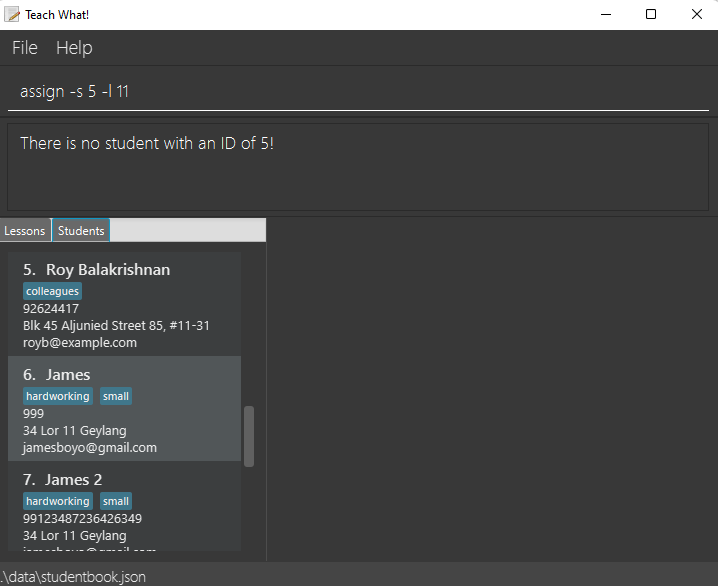 Teach What!
File Help
assign -s 5 -l 11
There is no student with an ID of 5!
Lessons Students
5. Roy Balakrishnan
colleagues
92624417
Blk 45 Aljunied Street 85, #11-31
royb@example.com
6. James
hardworking small
999
34 Lor 11 Geylang
jamesboyo@gmail.com
7. James 2
hardworking small
99123487236426349
34 Lor 11 Geylang
jamesboyo@gmail.com
.\data\studentbook.json